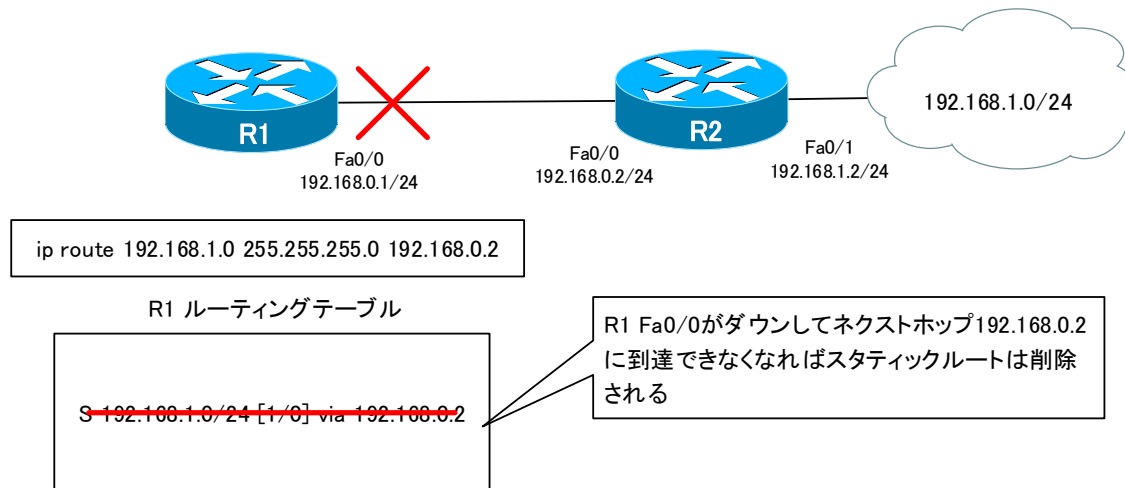 R1
R2
192.168.1.0/24
Fa0/0
192.168.0.1/24
Fa0/0
192.168.0.2/24
Fa0/1
192.168.1.2/24
ip route 192.168.1.0 255.255.255.0 192.168.0.2
R1 ルーティングテーブル
S 192.168.1.0/24 [1/0] via 192.168.0.2
R1 Fa0/0がダウンしてネクストホップ192.168.0.2
に到達できなくなればスタティックルートは削除
される